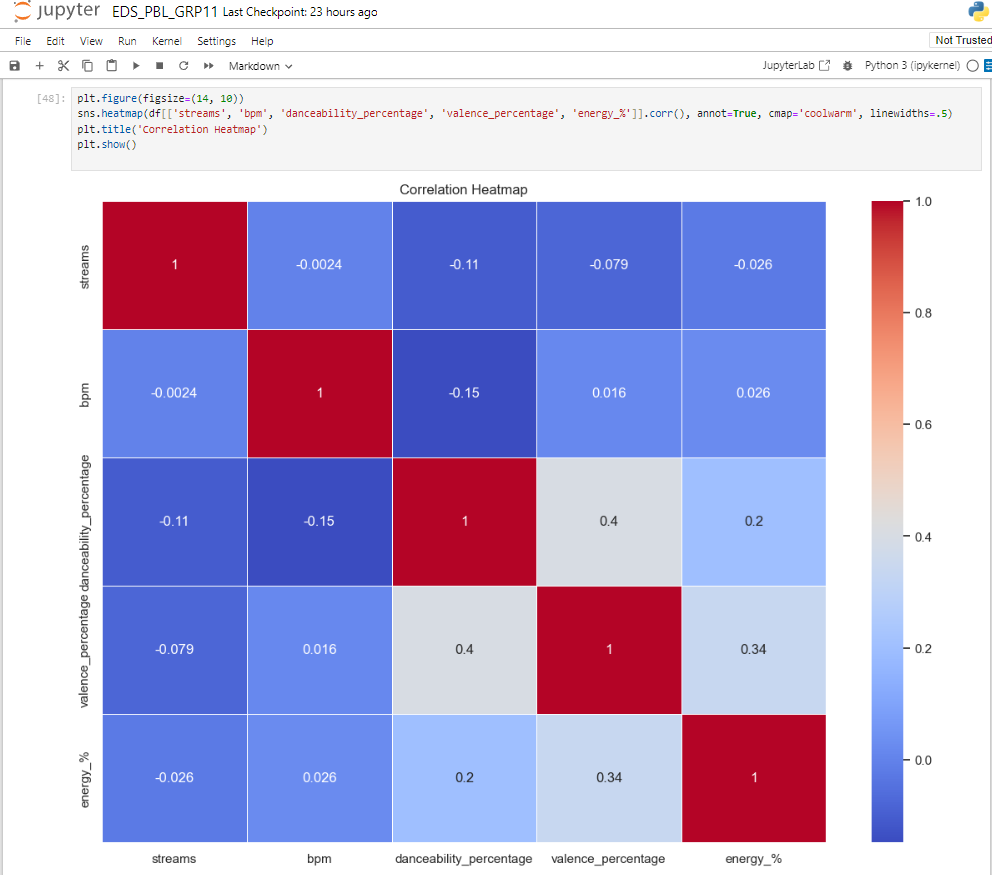 jupyter EDS_PBL_GRP11 Last Checkpoint: 23 hours ago
File Edit View Run Kernel Settings Help Not Trusted
Markdown JupyterLab Python 3 (ipykernel)
[48]: plt.figure(figsize=(14, 10))
sns.heatmap(df[['streams', 'bpm', 'danceability_percentage', 'valence_percentage', 'energy_%']].corr(), annot=True, cmap='coolwarm', linewidths=.5)
plt.title('Correlation Heatmap')
plt.show()
Correlation Heatmap
streams 1 -0.0024 -0.11 -0.079 -0.026
bpm -0.0024 1 -0.15 0.016 0.026
danceability_percentage -0.11 -0.15 1 0.4 0.2
valence_percentage -0.079 0.016 0.4 1 0.34
energy_% -0.026 0.026 0.2 0.34 1
streams bpm danceability_percentage valence_percentage energy_%
1.0
0.8
0.6
0.4
0.2
0.0